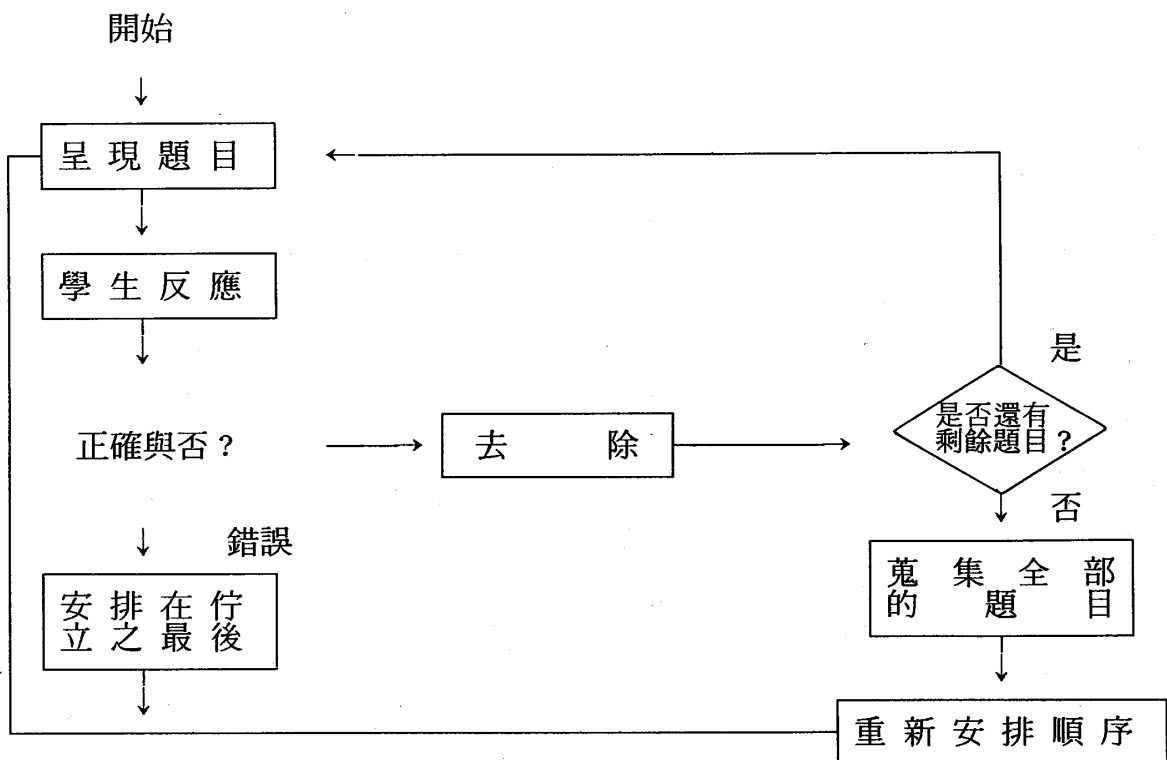 開始
呈現題目
學生反應
正確與否?
去除
是
是否還有
剩餘題目?
否
錯誤
安排在佇
立之最後
蒐集全部
的題目
重新安排順序